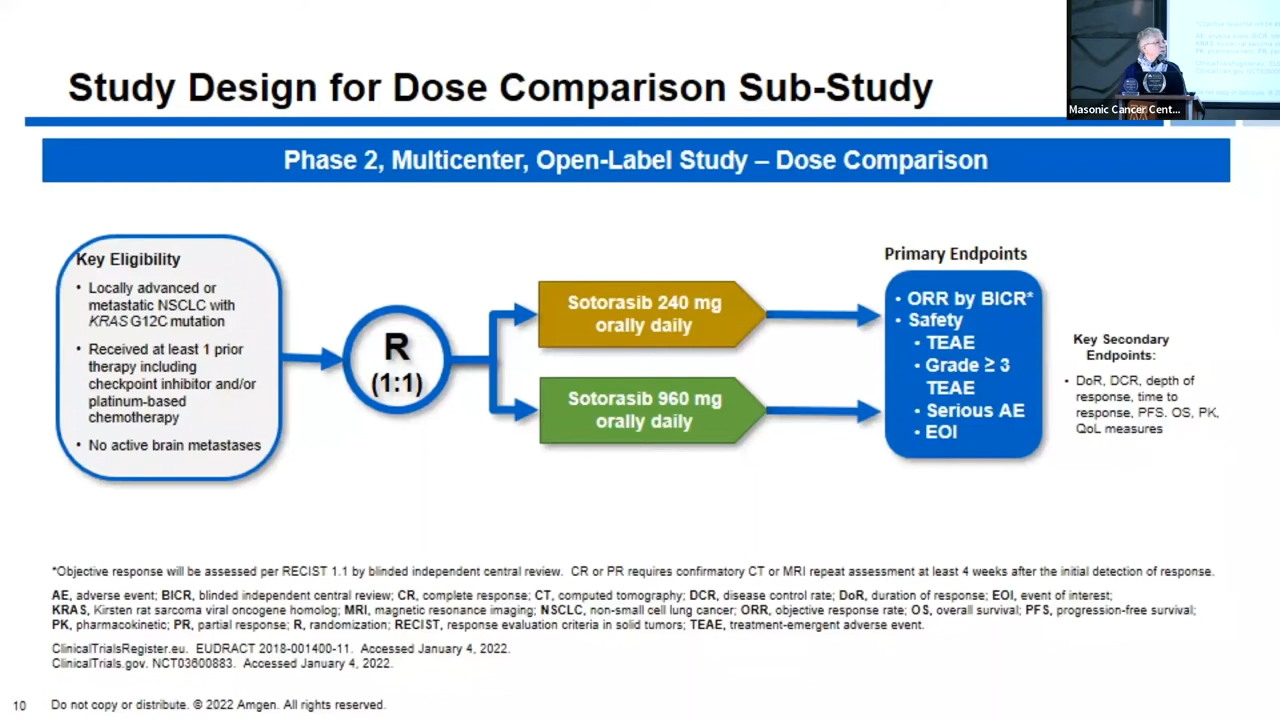 Study Design for Dose Comparison Sub-Study
Masonic Cancer Cent...
Phase 2, Multicenter, Open-Label Study – Dose Comparison
Key Eligibility
• Locally advanced or
metastatic NSCLC with
KRAS G12C mutation
• Received at least 1 prior
therapy including
checkpoint inhibitor and/or
platinum-based
chemotherapy
• No active brain metastases
R
(1:1)
Sotorasib 240 mg
orally daily
Sotorasib 960 mg
orally daily
Primary Endpoints
• ORR by BICR*
• Safety
• TEAE
• Grade ≥ 3
TEAE
• Serious AE
• EOI
Key Secondary
Endpoints:
• DoR, DCR, depth of
response, time to
response, PFS. OS, PK,
QoL measures
*Objective response will be assessed per RECIST 1.1 by blinded independent central review. CR or PR requires confirmatory CT or MRI repeat assessment at least 4 weeks after the initial detection of response.
AE, adverse event; BICR, blinded independent central review; CR, complete response; CT, computed tomography; DCR, disease control rate; DoR, duration of response; EOI, event of interest;
KRAS, Kirsten rat sarcoma viral oncogene homolog; MRI, magnetic resonance imaging; NSCLC, non-small cell lung cancer; ORR, objective response rate; OS, overall survival; PFS, progression-free survival;
PK, pharmacokinetic; PR, partial response; R, randomization; RECIST, response evaluation criteria in solid tumors; TEAE, treatment-emergent adverse event.
ClinicalTrialsRegister.eu. EUDRACT 2018-001400-11. Accessed January 4, 2022.
ClinicalTrials.gov. NCT03600883. Accessed January 4, 2022.
10 Do not copy or distribute. © 2022 Amgen. All rights reserved.